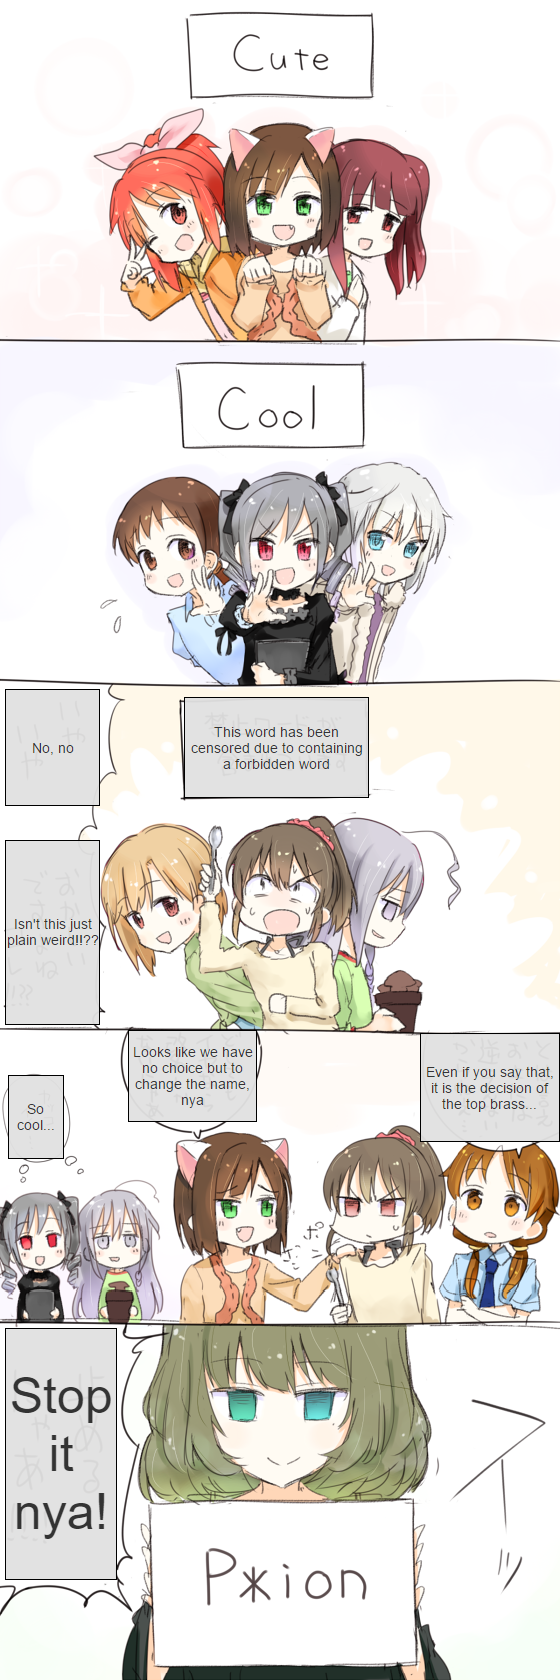 Cute
Cool
No, no
This word has been
censored due to containing
a forbidden word
Isn't this just
plain weird!!??
Looks like we have
no choice but to
change the name,
nya
Even if you say that,
it is the decision of
the top brass...
So
cool...
ポ
ポ
Stop
it
nya!
P*ion